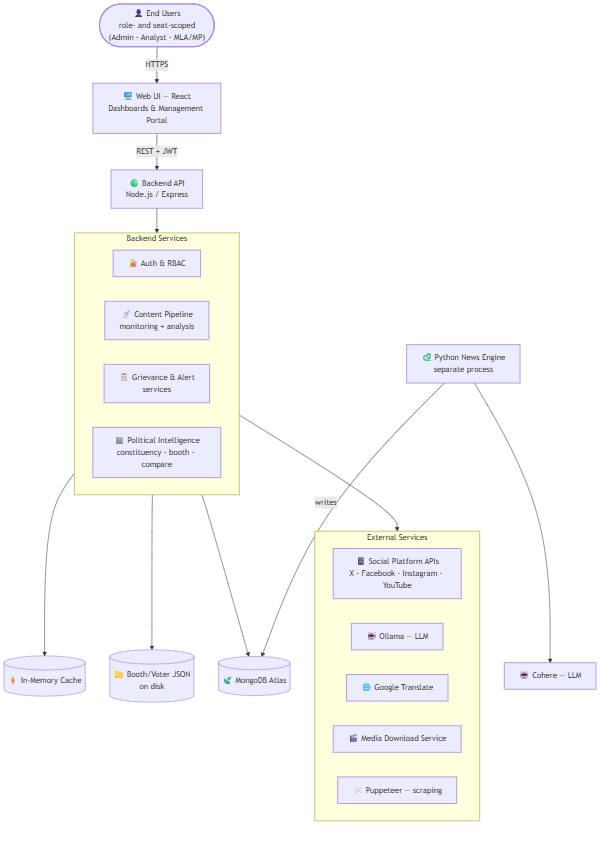 End Users
role- and seat-scoped
(Admin · Analyst · MLA/MP)
HTTPS
Web UI — React
Dashboards & Management
Portal
REST + JWT
Backend API
Node.js / Express
Backend Services
Auth & RBAC
Content Pipeline
monitoring + analysis
Grievance & Alert
services
Political Intelligence
constituency · booth ·
compare
Python News Engine
separate process
writes
External Services
Social Platform APIs
X · Facebook · Instagram ·
YouTube
Ollama — LLM
Google Translate
Media Download Service
Puppeteer — scraping
In-Memory Cache
Booth/Voter JSON
on disk
MongoDB Atlas
Cohere — LLM